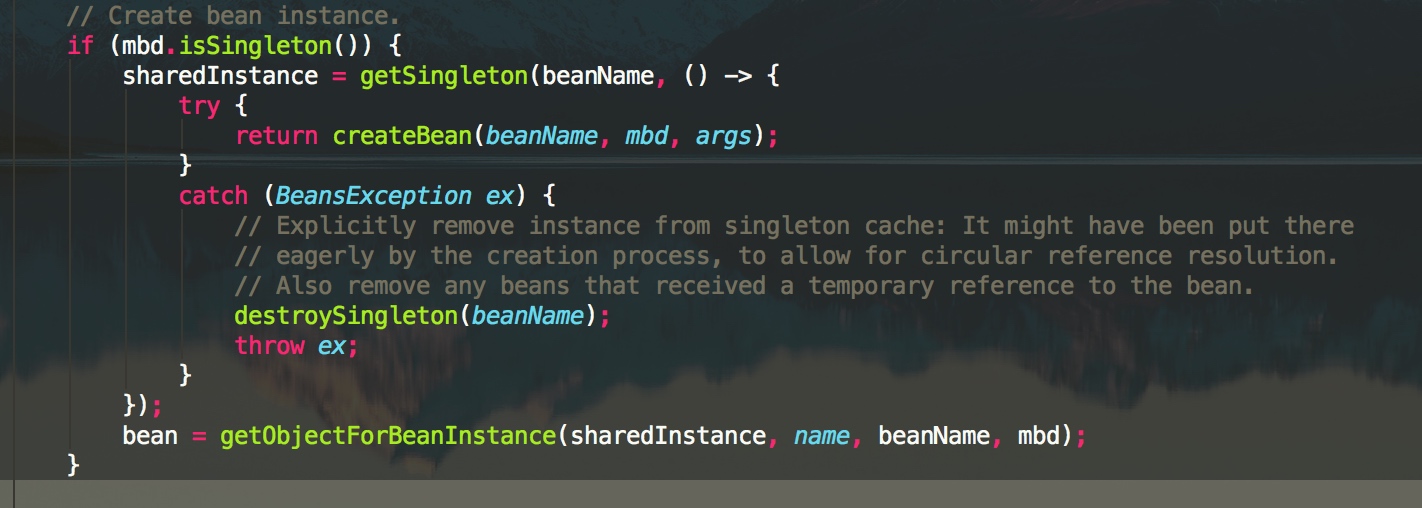 // Create bean instance.
if (mbd.isSingleton()) {
    sharedInstance = getSingleton(beanName, () -> {
        try {
            return createBean(beanName, mbd, args);
        }
        catch (BeansException ex) {
            // Explicitly remove instance from singleton cache: It might have been put there
            // eagerly by the creation process, to allow for circular reference resolution.
            // Also remove any beans that received a temporary reference to the bean.
            destroySingleton(beanName);
            throw ex;
        }
    });
    bean = getObjectForBeanInstance(sharedInstance, name, beanName, mbd);
}